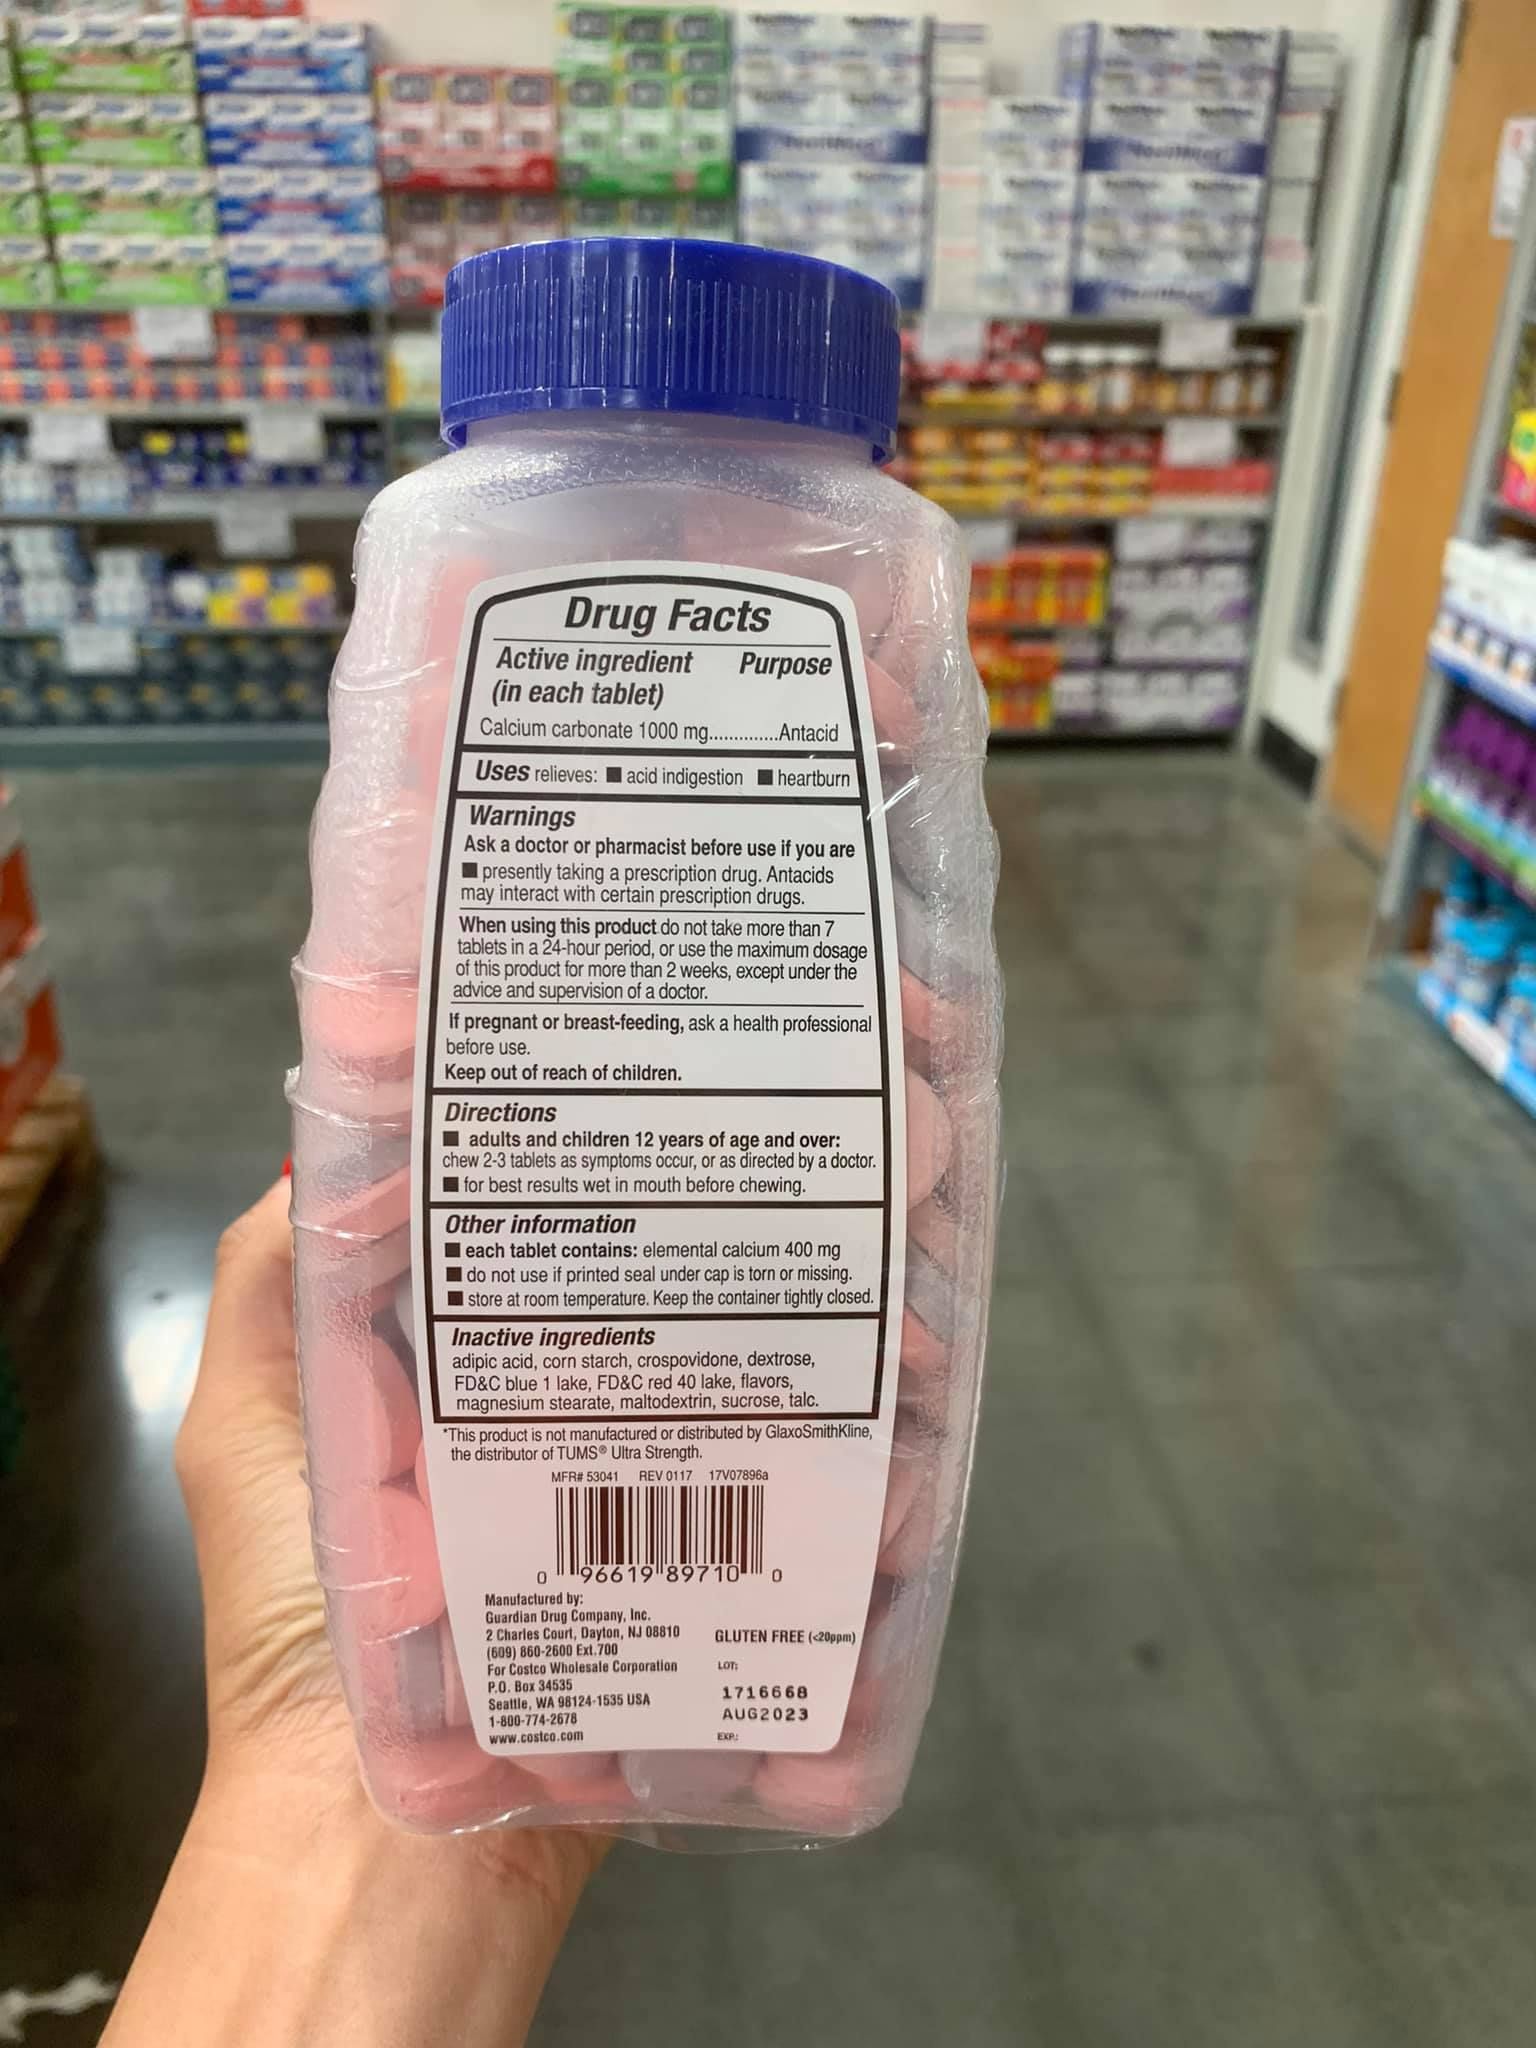 Drug Facts
Active ingredient Purpose
(in each tablet)
Calcium carbonate 1000 mg..............Antacid
Uses relieves: ■ acid indigestion ■ heartburn
Warnings
Ask a doctor or pharmacist before use if you are
■ presently taking a prescription drug. Antacids
may interact with certain prescription drugs.
When using this product do not take more than 7
tablets in a 24-hour period, or use the maximum dosage
of this product for more than 2 weeks, except under the
advice and supervision of a doctor.
If pregnant or breast-feeding, ask a health professional
before use.
Keep out of reach of children.
Directions
■ adults and children 12 years of age and over:
chew 2-3 tablets as symptoms occur, or as directed by a doctor.
■ for best results wet in mouth before chewing.
Other information
■ each tablet contains: elemental calcium 400 mg
■ do not use if printed seal under cap is torn or missing.
■ store at room temperature. Keep the container tightly closed.
Inactive ingredients
adipic acid, corn starch, crospovidone, dextrose,
FD&C blue 1 lake, FD&C red 40 lake, flavors,
magnesium stearate, maltodextrin, sucrose, talc.
*This product is not manufactured or distributed by GlaxoSmithKline,
the distributor of TUMS® Ultra Strength.
MFR# 53041 REV 0117 17V07896a
0 96619 89710 0
Manufactured by:
Guardian Drug Company, Inc.
2 Charles Court, Dayton, NJ 08810
(609) 860-2600 Ext.700
For Costco Wholesale Corporation
P.O. Box 34535
Seattle, WA 98124-1535 USA
1-800-774-2678
www.costco.com
GLUTEN FREE (<20ppm)
LOT:
1716668
AUG2023
EXP.: